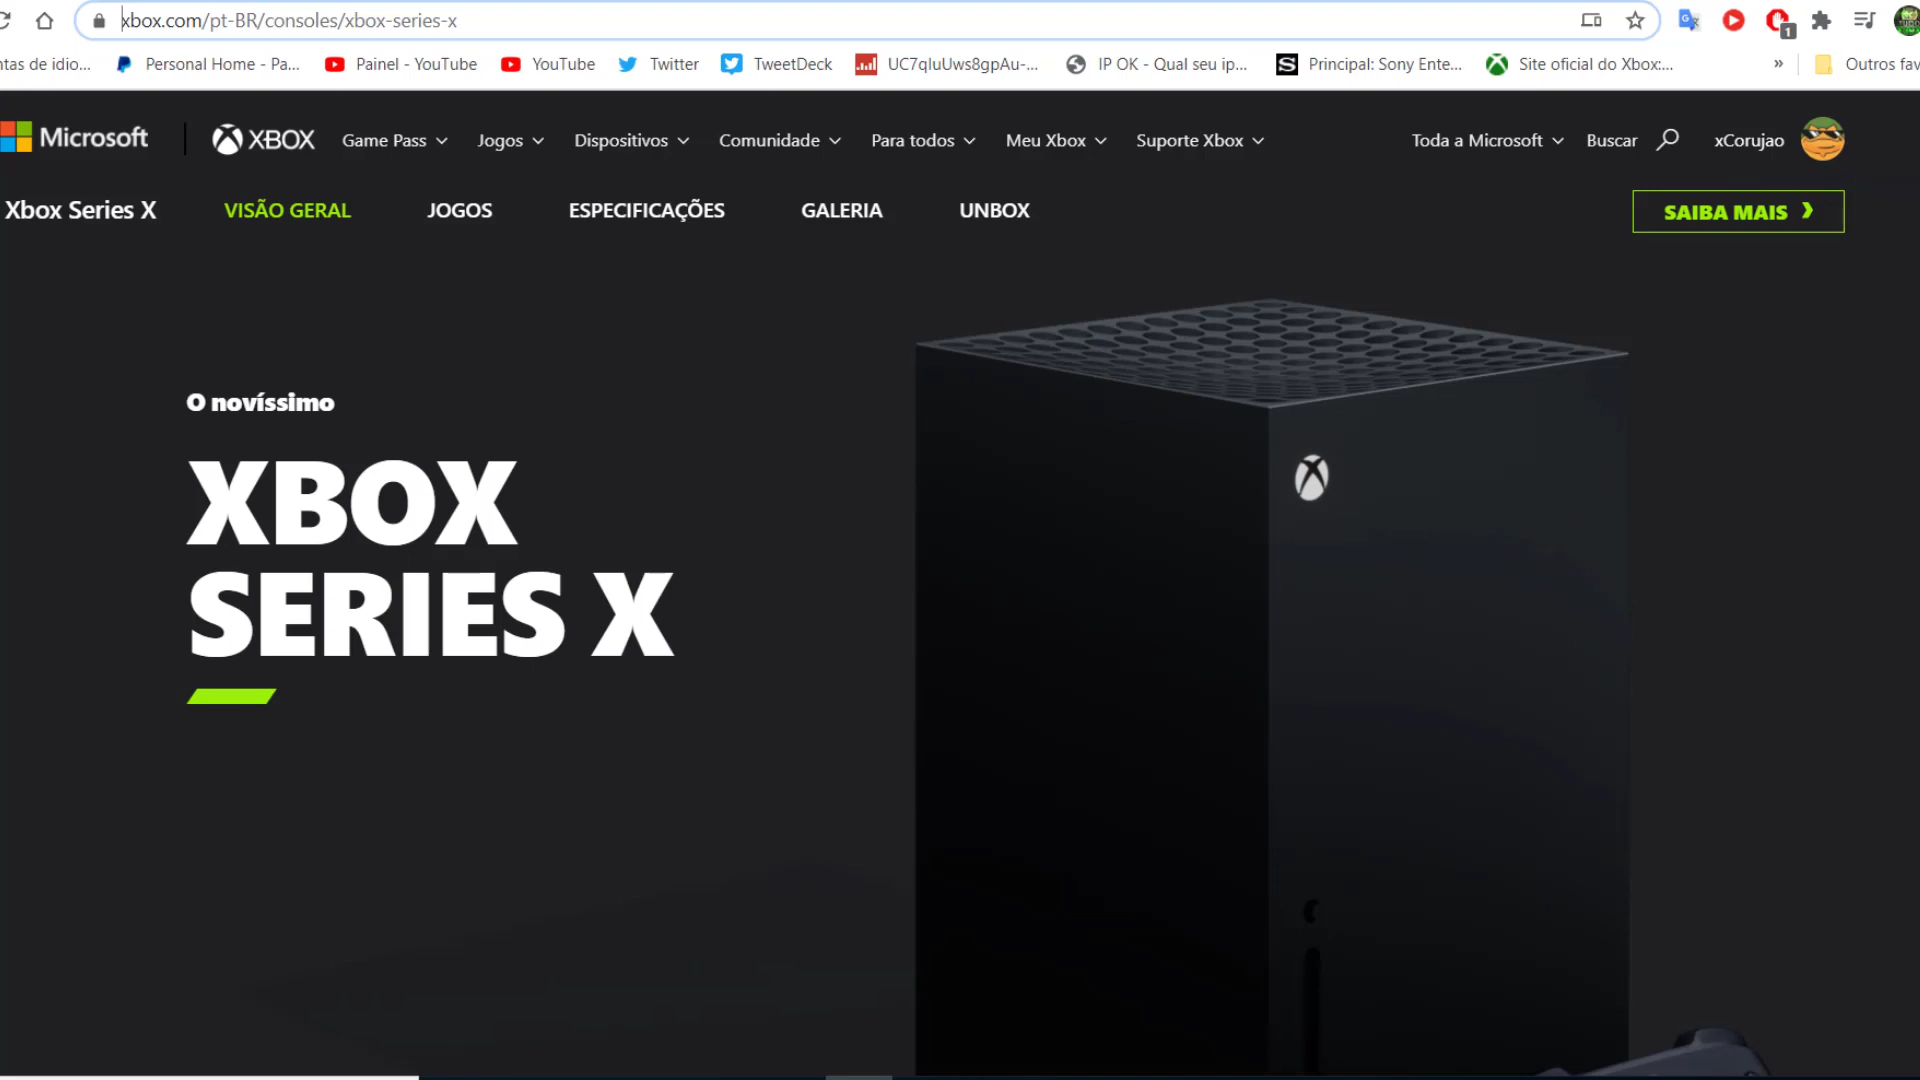 xbox.com/pt-BR/consoles/xbox-series-x
1
ntas de idio... Personal Home - Pa... Painel - YouTube YouTube Twitter TweetDeck UC7qIuUws8gpAu-... IP OK - Qual seu ip... Principal: Sony Ente... Site oficial do Xbox:... » Outros fav
Microsoft XBOX Game Pass Jogos Dispositivos Comunidade Para todos Meu Xbox Suporte Xbox Toda a Microsoft Buscar xCorujao
Xbox Series X VISÃO GERAL JOGOS ESPECIFICAÇÕES GALERIA UNBOX SAIBA MAIS
O novíssimo
XBOX
SERIES X